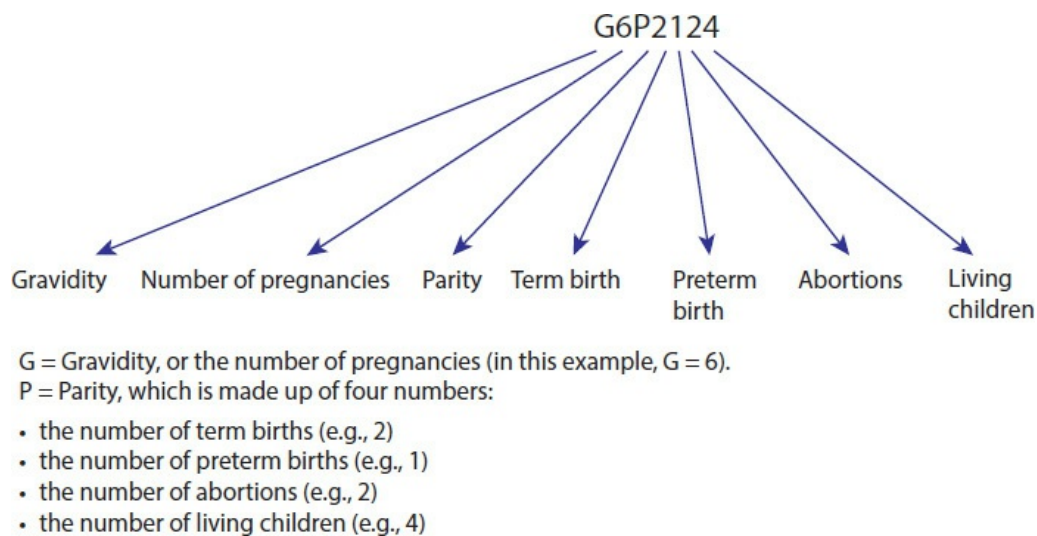 G6P2124
Gravidity Number of pregnancies Parity Term birth Preterm birth Abortions Living children
G = Gravidity, or the number of pregnancies (in this example, G = 6).
P = Parity, which is made up of four numbers:
• the number of term births (e.g., 2)
• the number of preterm births (e.g., 1)
• the number of abortions (e.g., 2)
• the number of living children (e.g., 4)